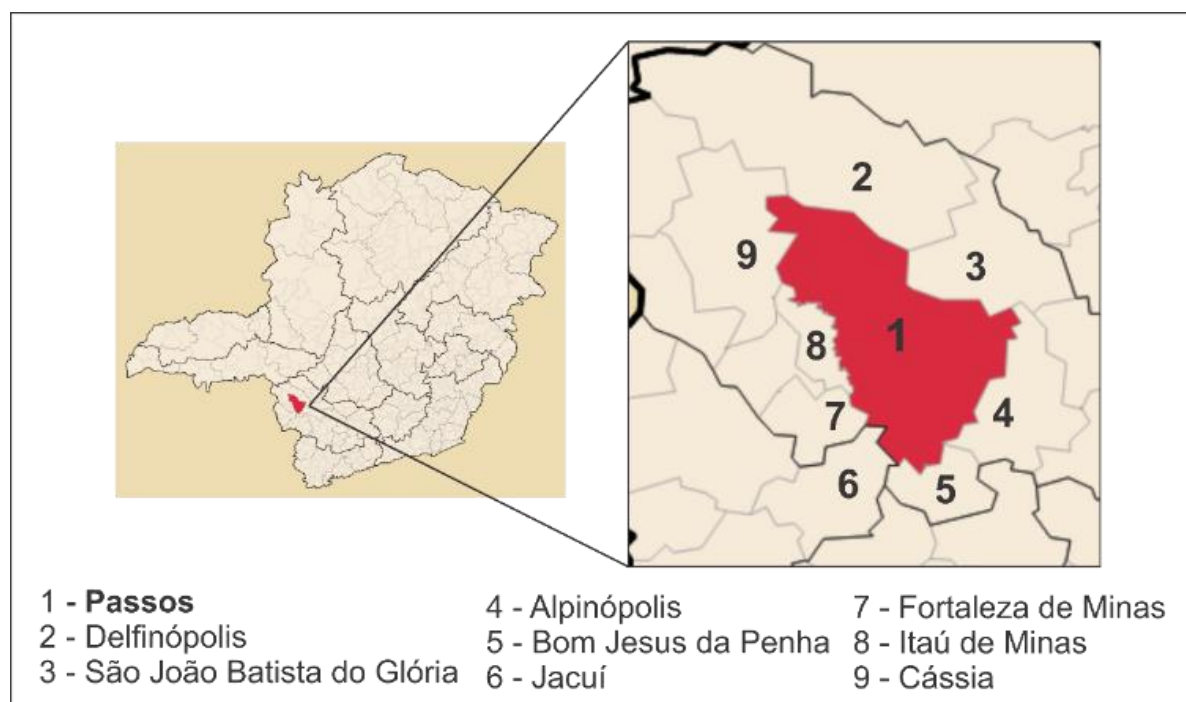 2
9
3
1
8
4
7
6
5
1 - Passos
2 - Delfinópolis
3 - São João Batista do Glória
4 - Alpinópolis
5 - Bom Jesus da Penha
6 - Jacuí
7 - Fortaleza de Minas
8 - Itaú de Minas
9 - Cássia